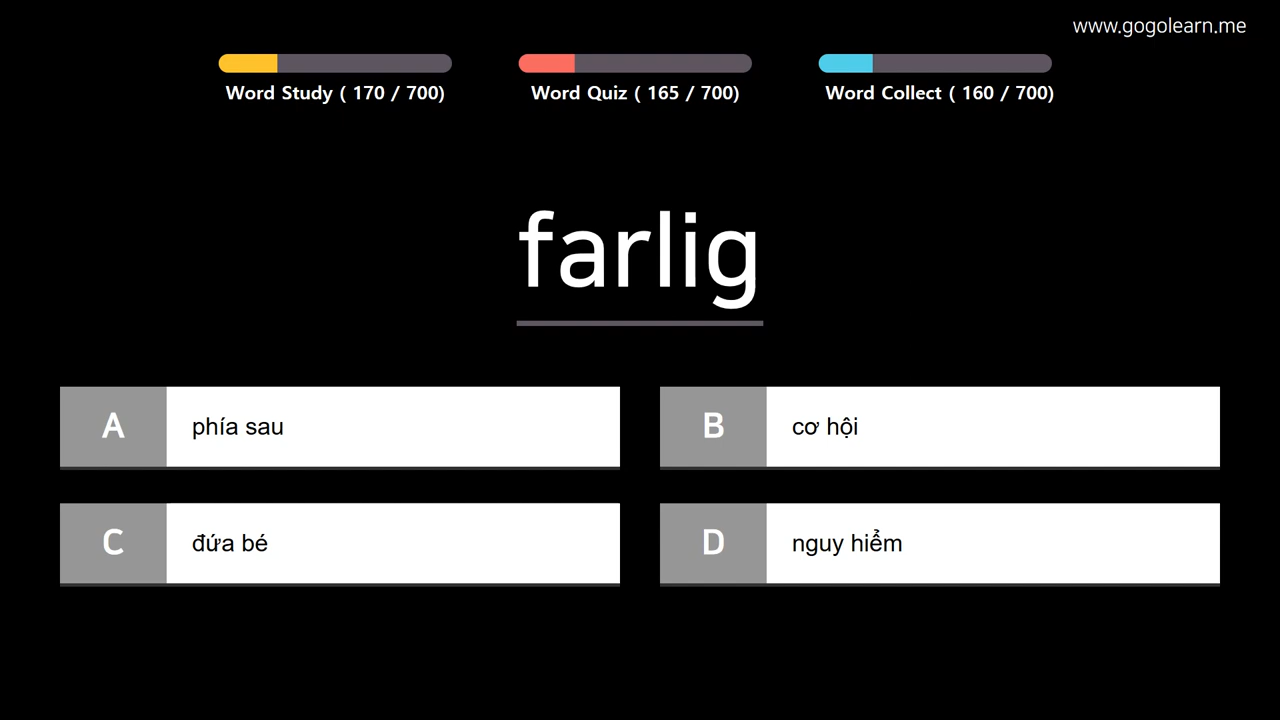 www.gogolearn.me
Word Study ( 170 / 700)
Word Quiz ( 165 / 700)
Word Collect ( 160 / 700)
farlig
A
phía sau
B
cơ hội
C
đứa bé
D
nguy hiểm